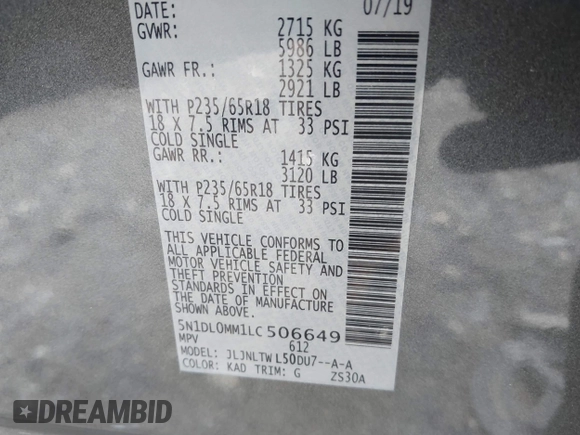 DATE: 07/19
GVWR: 2715 KG
5986 LB
GAWR FR.: 1325 KG
2921 LB
WITH P235/65R18 TIRES
18 X 7.5 RIMS AT 33 PSI
COLD SINGLE
GAWR RR.: 1415 KG
3120 LB
WITH P235/65R18 TIRES
18 X 7.5 RIMS AT 33 PSI
COLD SINGLE
THIS VEHICLE CONFORMS TO
ALL APPLICABLE FEDERAL
MOTOR VEHICLE SAFETY AND
THEFT PREVENTION
STANDARDS IN EFFECT ON
THE DATE OF MANUFACTURE
SHOWN ABOVE.
5N1DL0MM1LC506649
MPV 612
MODEL: JLJNLTWL50DU7--A-A
COLOR: KAD TRIM: G ZS30A
DREAMBID